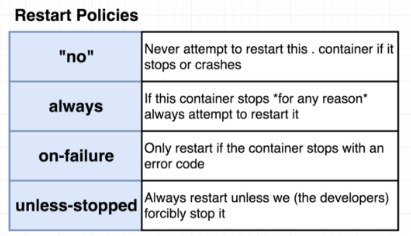 Restart Policies
"no"
Never attempt to restart this . container if it
stops or crashes
always
If this container stops *for any reason*
always attempt to restart it
on-failure
Only restart if the container stops with an
error code
unless-stopped
Always restart unless we (the developers)
forcibly stop it